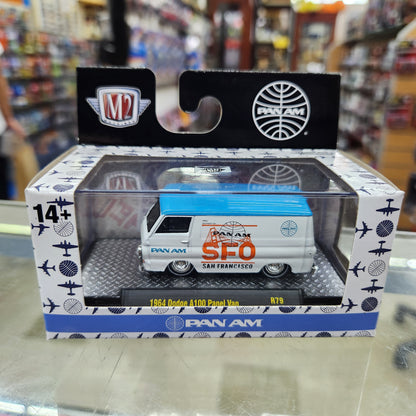 M2
PAN AM
14+
PAN AM
PAN AM
SFO
SAN FRANCISCO
1964 Dodge A100 Panel Van
R79
PAN AM